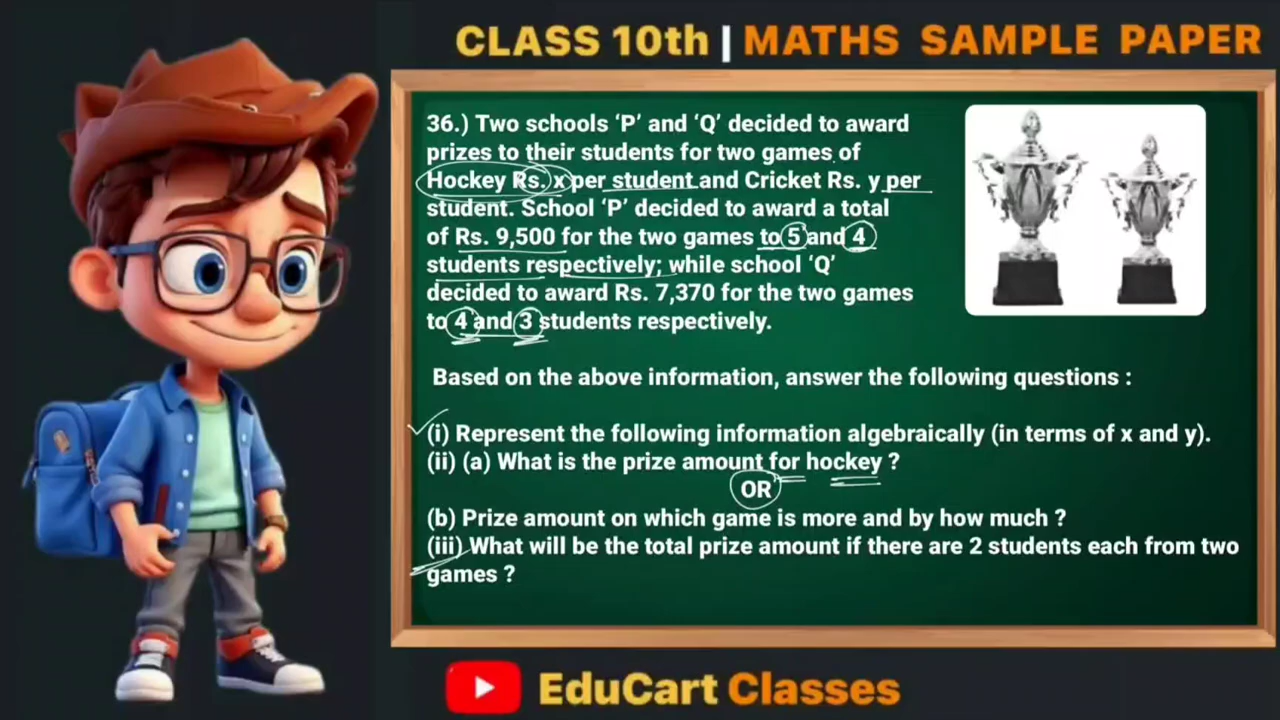 CLASS 10th | MATHS SAMPLE PAPER
36.) Two schools ‘P’ and ‘Q’ decided to award
prizes to their students for two games of
Hockey Rs. x per student and Cricket Rs. y per
student. School ‘P’ decided to award a total
of Rs. 9,500 for the two games to 5 and 4
students respectively; while school ‘Q’
decided to award Rs. 7,370 for the two games
to 4 and 3 students respectively.
Based on the above information, answer the following questions :
(i) Represent the following information algebraically (in terms of x and y).
(ii) (a) What is the prize amount for hockey ?
OR
(b) Prize amount on which game is more and by how much ?
(iii) What will be the total prize amount if there are 2 students each from two
games ?
EduCart Classes